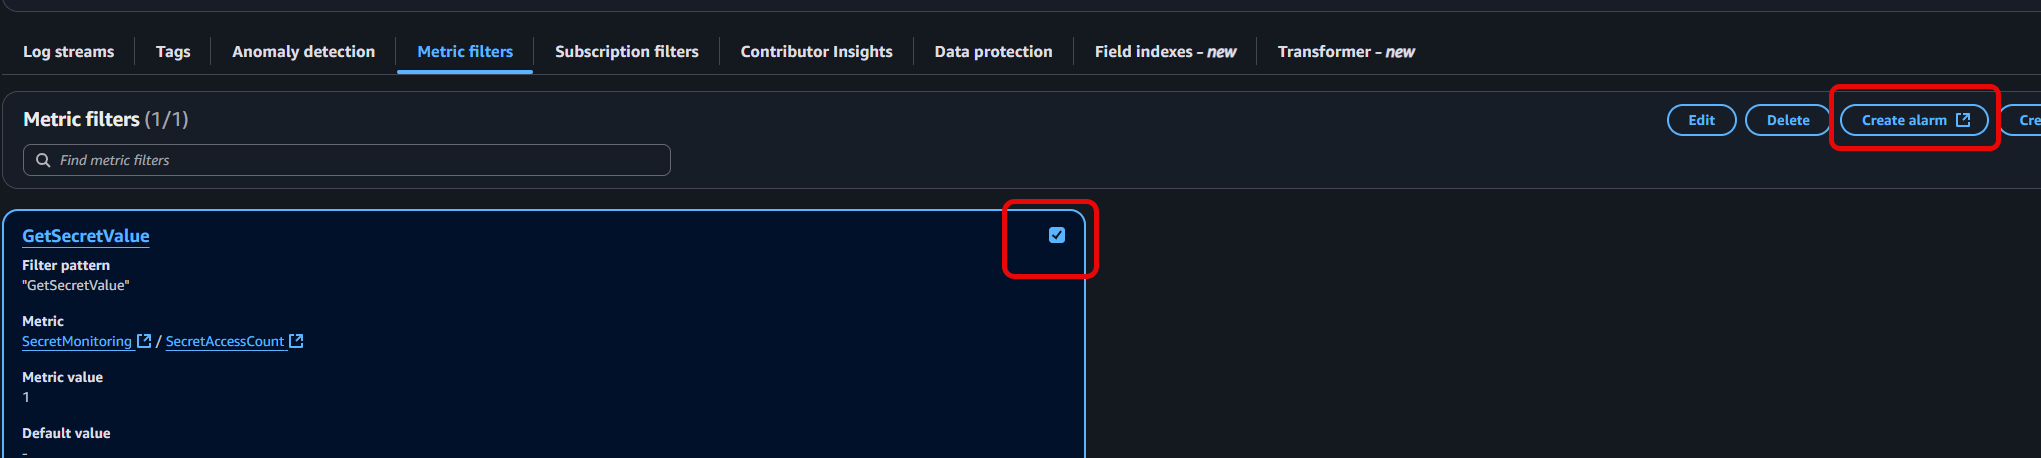 Log streams Tags Anomaly detection Metric filters Subscription filters Contributor Insights Data protection Field indexes - new Transformer - new
Metric filters (1/1) Edit Delete Create alarm Cre
Find metric filters
GetSecretValue
Filter pattern
"GetSecretValue"
Metric
SecretMonitoring / SecretAccessCount
Metric value
1
Default value
-